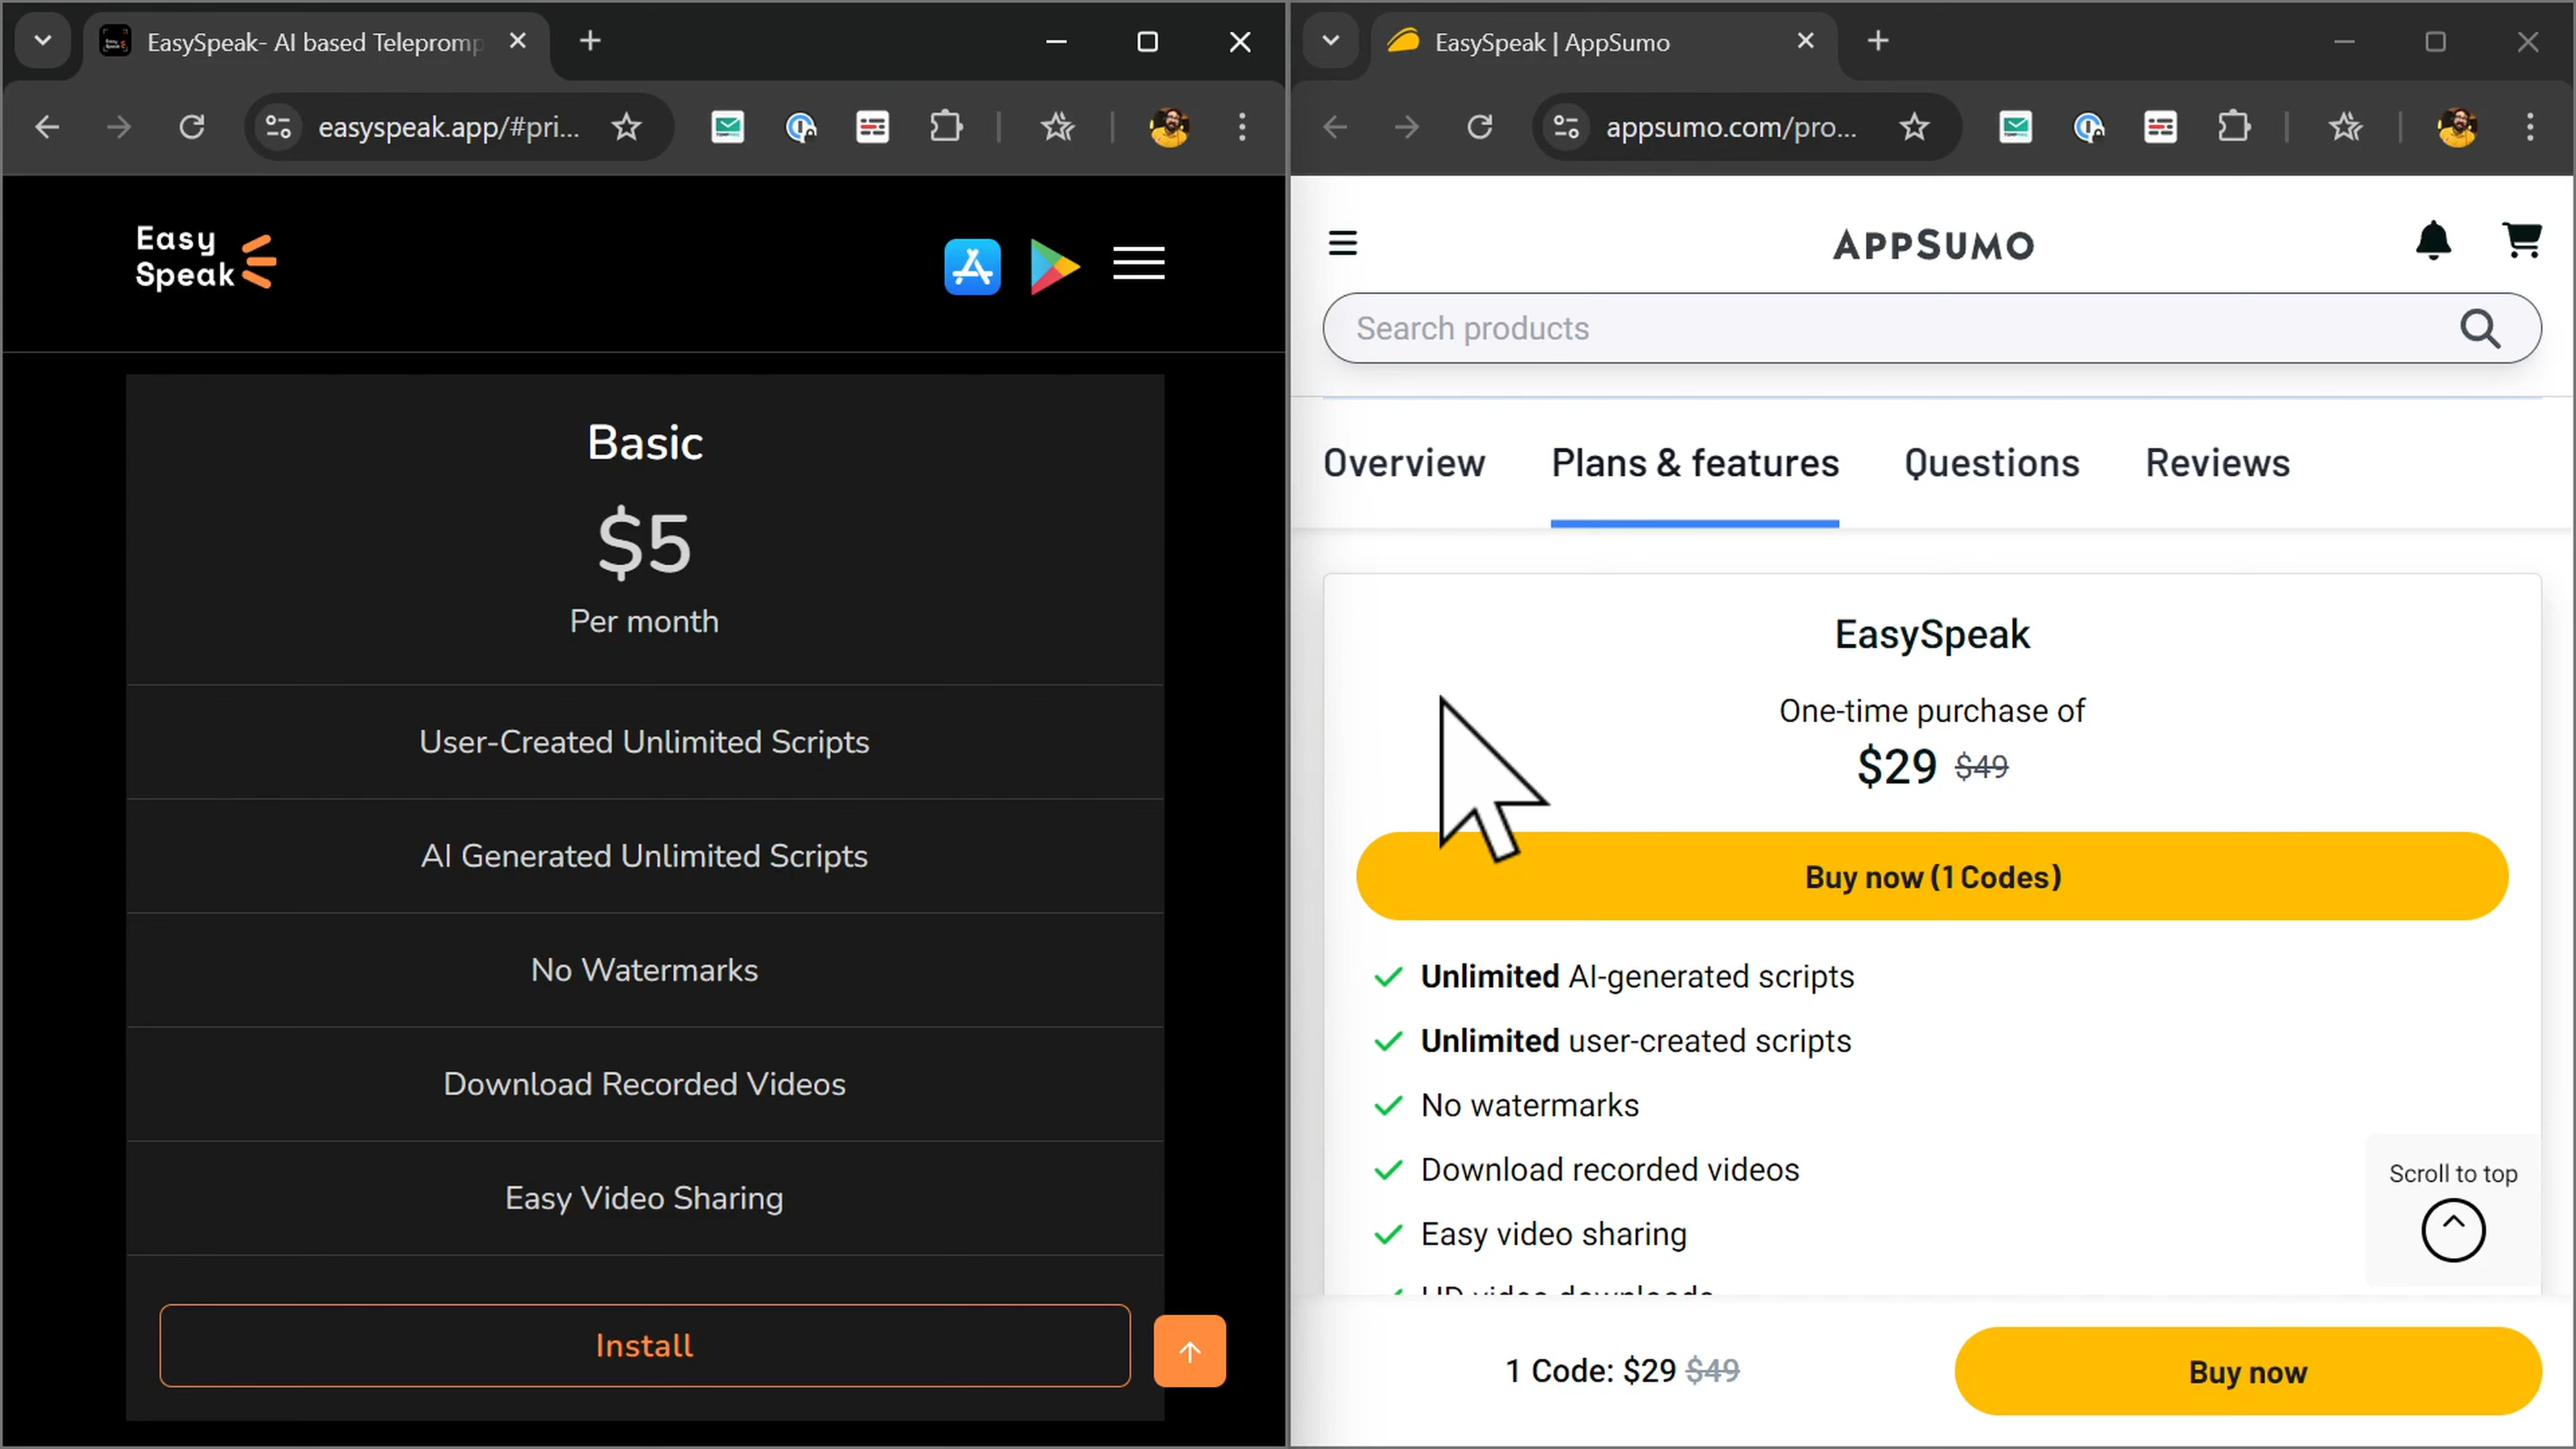 EasySpeak- AI based Teleprom
easyspeak.app/#pri...
Easy
Speak
Basic
$5
Per month
User-Created Unlimited Scripts
AI Generated Unlimited Scripts
No Watermarks
Download Recorded Videos
Easy Video Sharing
Install
EasySpeak | AppSumo
appsumo.com/pro...
APPSUMO
Search products
Overview Plans & features Questions Reviews
EasySpeak
One-time purchase of
$29 $49
Buy now (1 Codes)
Unlimited AI-generated scripts
Unlimited user-created scripts
No watermarks
Download recorded videos
Easy video sharing
HD video downloads
Scroll to top
1 Code: $29 $49
Buy now